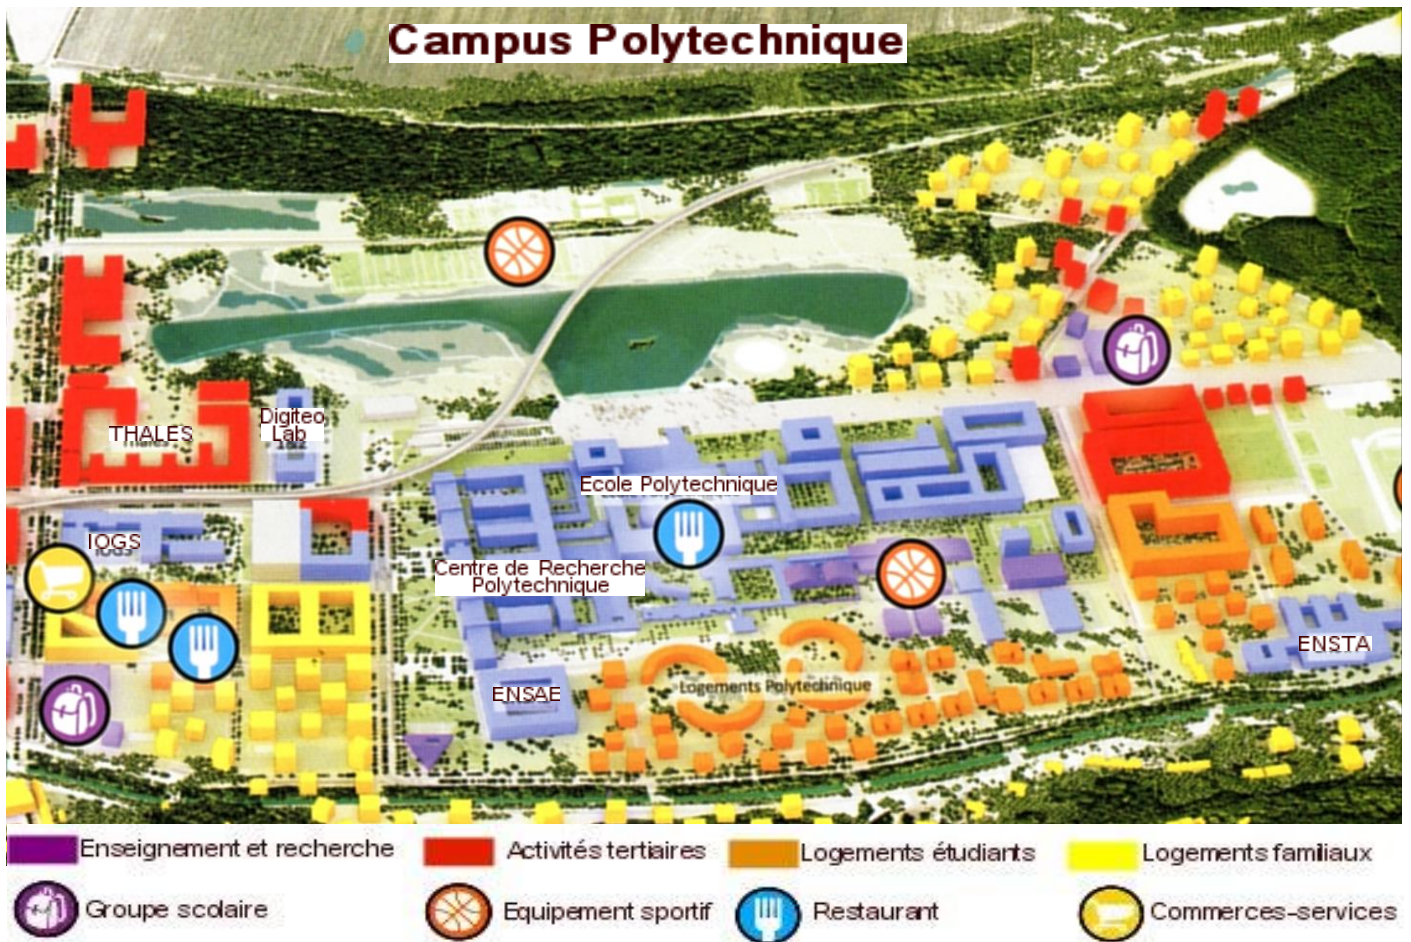 Campus Polytechnique
THALES
Digiteo
Lab
Ecole Polytechnique
IOGS
Centre de Recherche
Polytechnique
ENSTA
ENSAE
Logements Polytechnique
Enseignement et recherche
Activités tertiaires
Logements étudiants
Logements familiaux
Groupe scolaire
Equipement sportif
Restaurant
Commerces-services